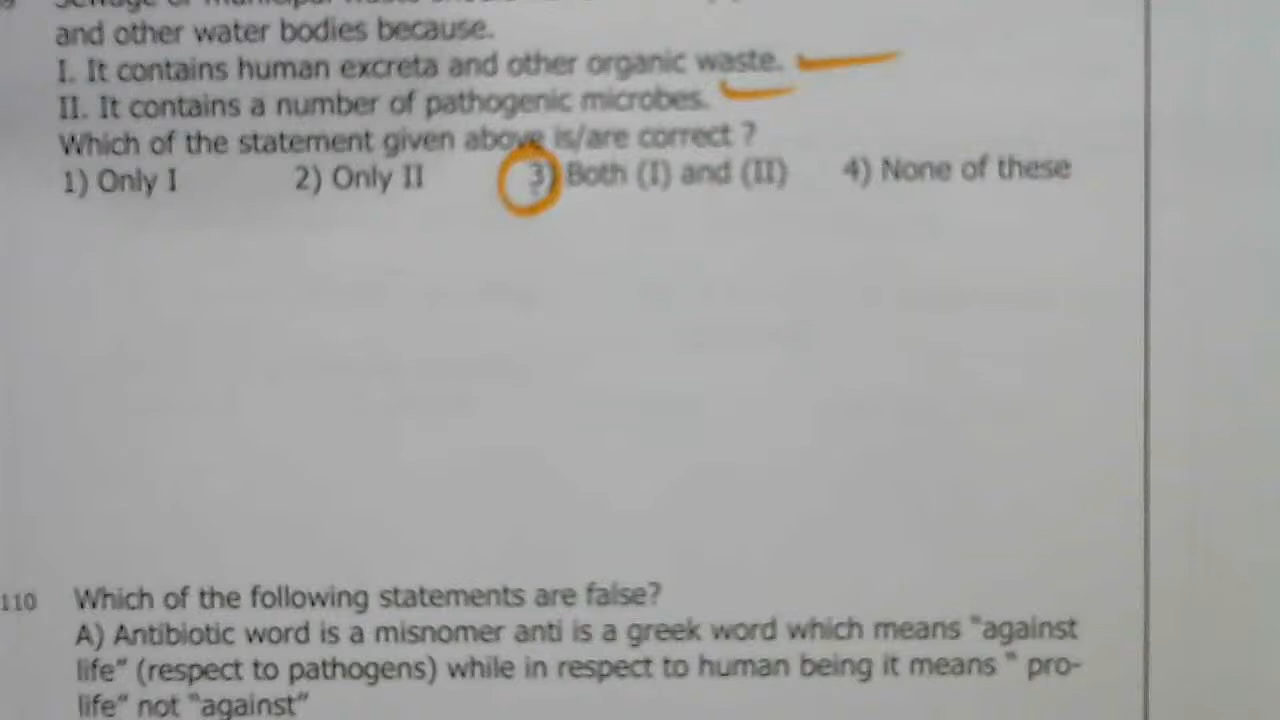 and other water bodies because.
I. It contains human excreta and other organic waste.
II. It contains a number of pathogenic microbes.
Which of the statement given above is/are correct ?
1) Only I 2) Only II 3) Both (I) and (II) 4) None of these
110 Which of the following statements are false?
A) Antibiotic word is a misnomer anti is a greek word which means "against
life" (respect to pathogens) while in respect to human being it means " pro-
life" not "against"